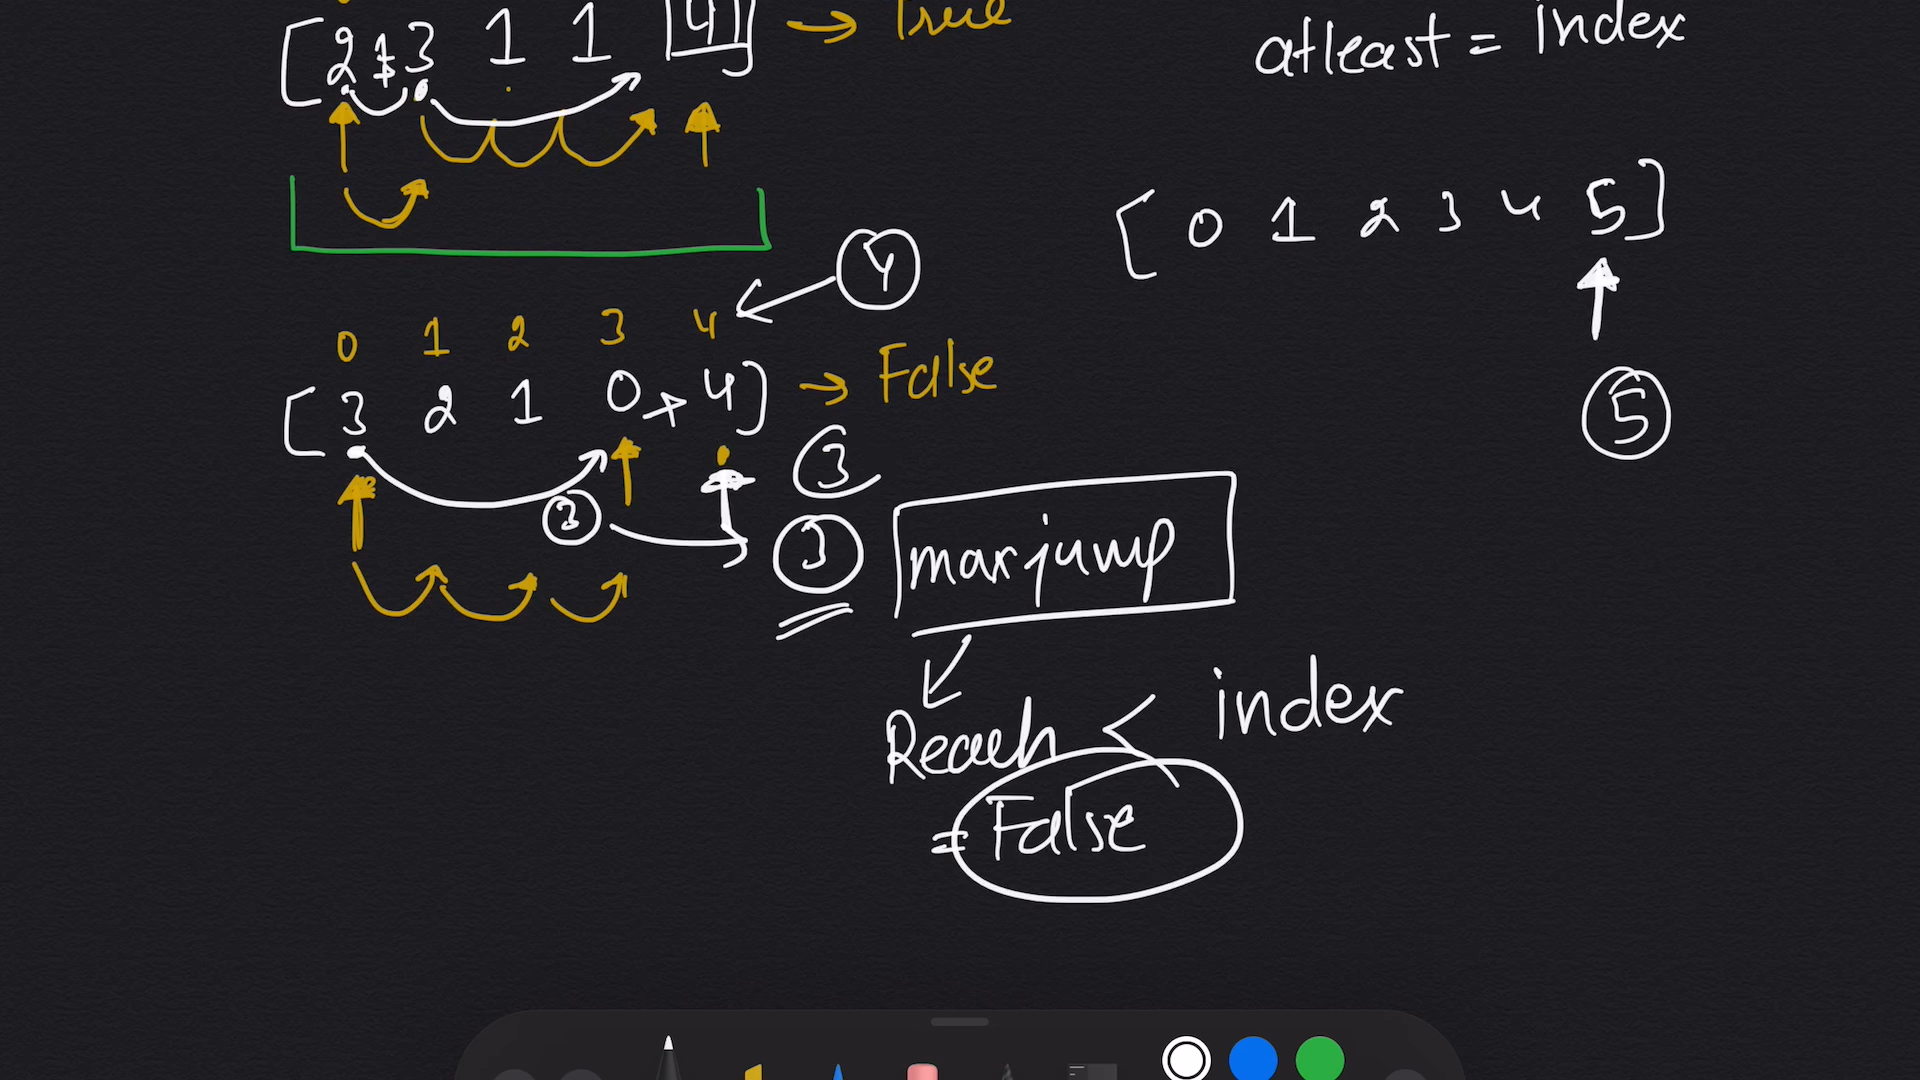 [2 3 1 1 4] → True
atleast = index
[0 1 2 3 4 5]
4
0 1 2 3 4
[3 2 1 0 4] → False
5
3
3
3
maxjump
Reach < index
= False